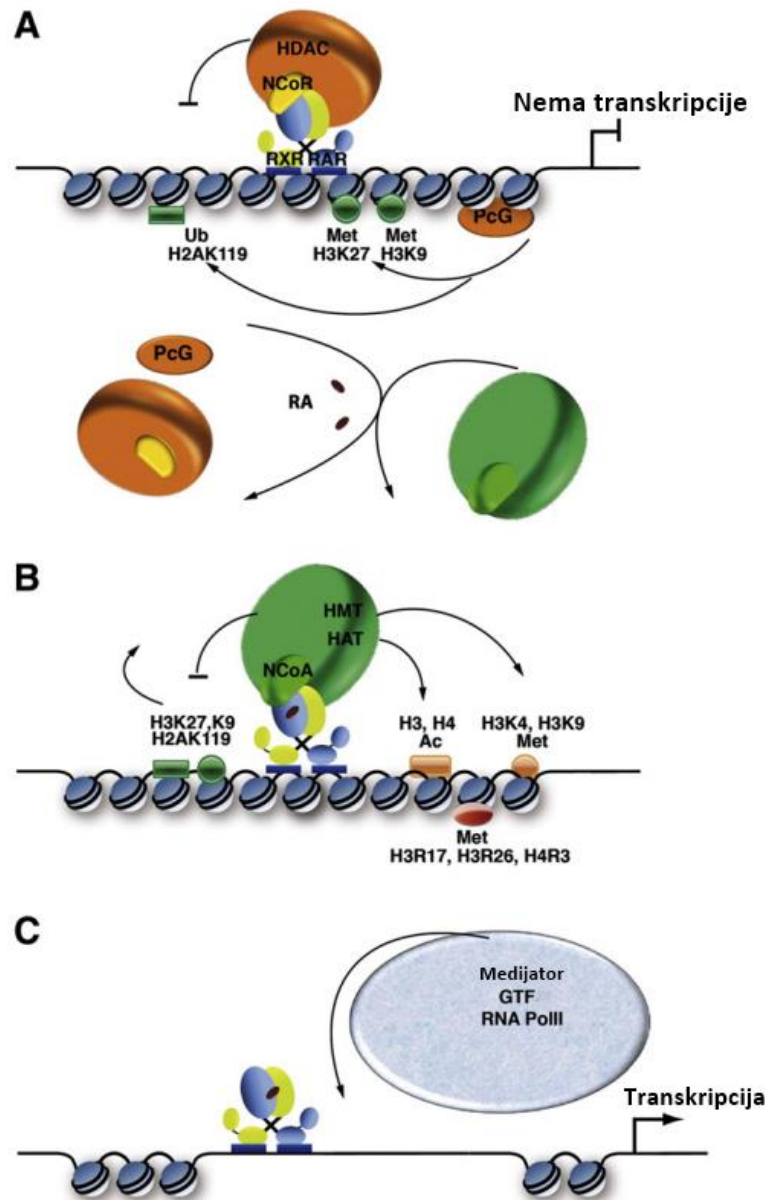 A
HDAC
NCoR
Nema transkripcije
RXR RAR
PcG
Ub
H2AK119
Met
H3K27
Met
H3K9
PcG
RA
B
HMT
HAT
NCoA
H3K27,K9
H2AK119
H3, H4
Ac
H3K4, H3K9
Met
Met
H3R17, H3R26, H4R3
C
Medijator
GTF
RNA PolII
Transkripcija